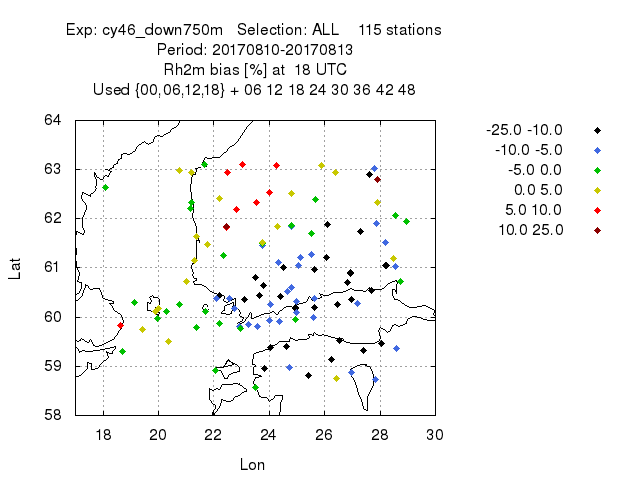 Exp: cy46_down750m   Selection: ALL    115 stations
Period: 20170810-20170813
Rh2m bias [%] at  18 UTC
Used {00,06,12,18} + 06 12 18 24 30 36 42 48
64
63
62
61
60
59
58
18 20 22 24 26 28 30
Lat
Lon
-25.0 -10.0
-10.0 -5.0
-5.0 0.0
0.0 5.0
5.0 10.0
10.0 25.0